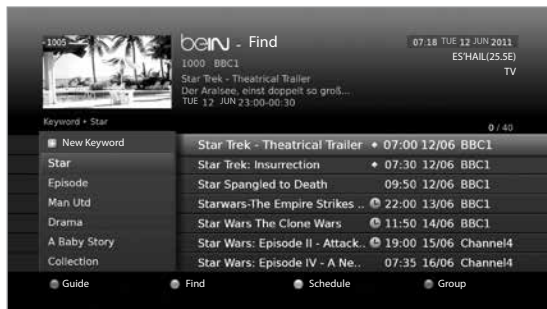 1005
beIN - Find
07:18 TUE 12 JUN 2011
ES'HAIL(25.5E)
TV
1000 BBC1
Star Trek - Theatrical Trailer
Der Aralsee, einst doppelt so groß...
TUE 12 JUN 23:00-00:30
Keyword • Star
0 / 40
New Keyword
Star
Episode
Man Utd
Drama
A Baby Story
Collection
Star Trek - Theatrical Trailer 07:00 12/06 BBC1
Star Trek: Insurrection 07:30 12/06 BBC1
Star Spangled to Death 09:50 12/06 BBC1
Starwars-The Empire Strikes .. 22:00 13/06 BBC1
Star Wars The Clone Wars 11:50 14/06 BBC1
Star Wars: Episode II - Attack.. 19:00 15/06 Channel4
Star Wars: Episode IV - A Ne.. 07:35 16/06 Channel4
Guide Find Schedule Group